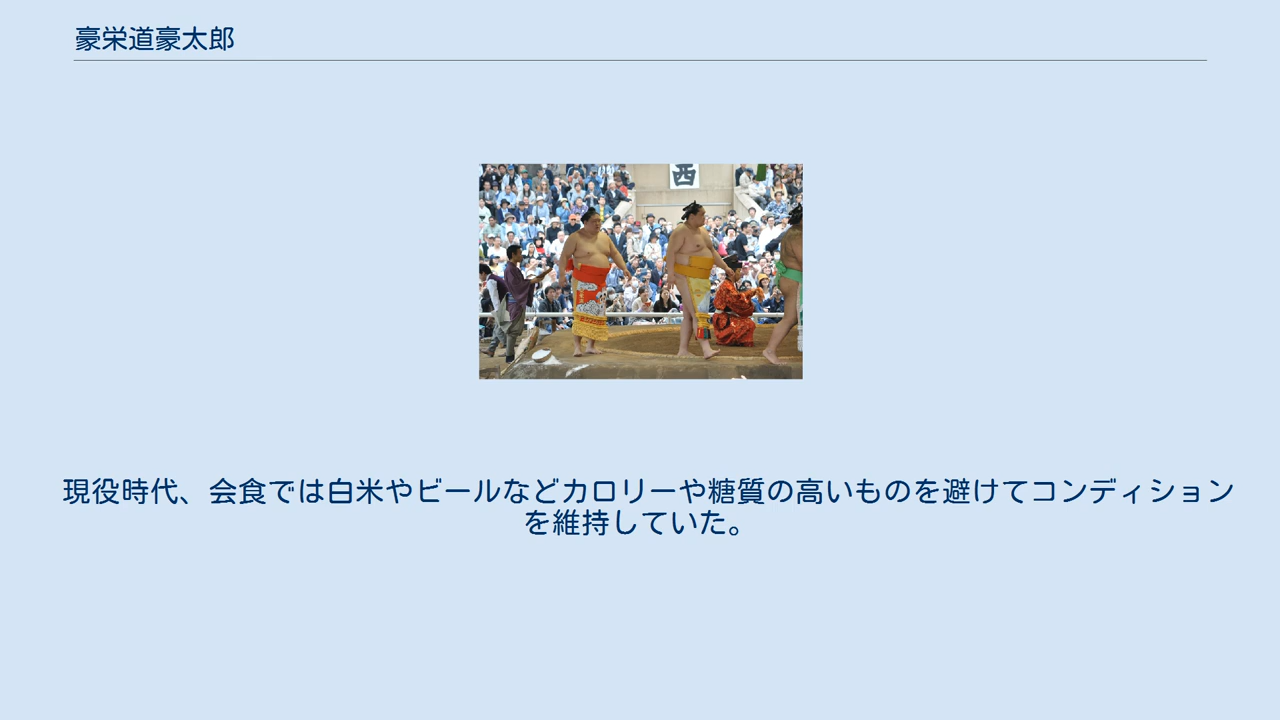 豪栄道豪太郎
西
現役時代、会食では白米やビールなどカロリーや糖質の高いものを避けてコンディション
を維持していた。